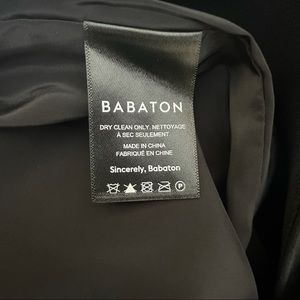 BABATON
DRY CLEAN ONLY. NETTOYAGE
À SEC SEULEMENT
MADE IN CHINA
FABRIQUÉ EN CHINE
Sincerely, Babaton
P